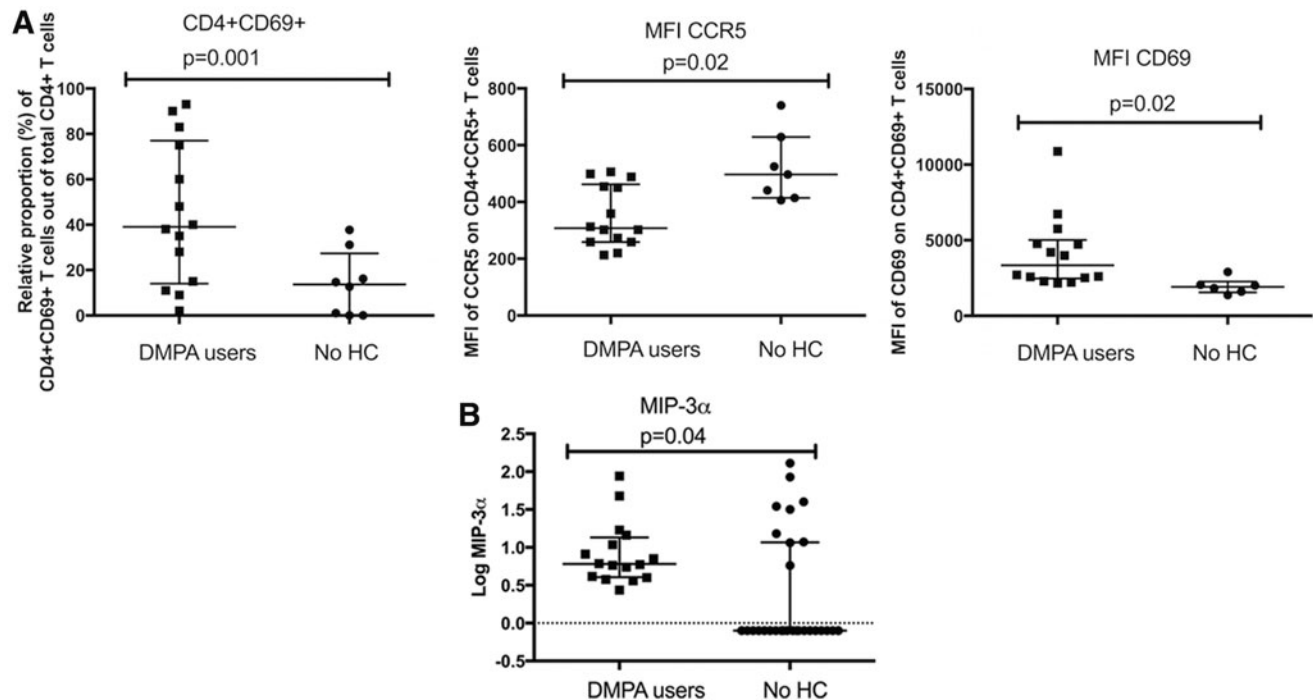 A
CD4+CD69+
p=0.001
Relative proportion (%) of
CD4+CD69+ T cells out of total CD4+ T cells
100
80
60
40
20
0
DMPA users No HC
MFI CCR5
p=0.02
MFI of CCR5 on CD4+CCR5+ T cells
800
600
400
200
0
DMPA users No HC
MFI CD69
p=0.02
MFI of CD69 on CD4+CD69+ T cells
15000
10000
5000
0
DMPA users No HC
B
MIP-3α
p=0.04
Log MIP-3α
2.5
2.0
1.5
1.0
0.5
0.0
-0.5
DMPA users No HC